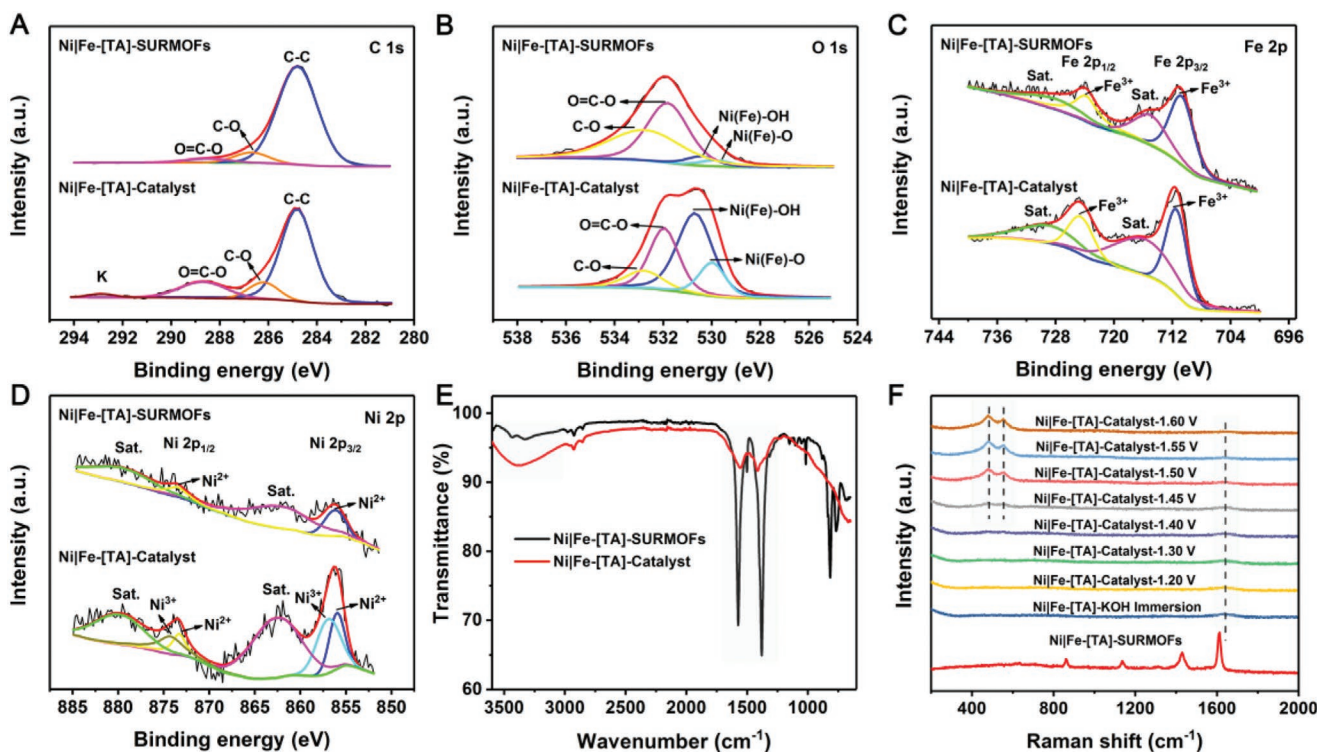 A
Ni|Fe-[TA]-SURMOFs
C 1s
C-C
C-O
O=C-O
Ni|Fe-[TA]-Catalyst
C-C
C-O
O=C-O
K
294 292 290 288 286 284 282 280
Binding energy (eV)
Intensity (a.u.)
B
Ni|Fe-[TA]-SURMOFs
O 1s
O=C-O
Ni(Fe)-OH
C-O
Ni(Fe)-O
Ni|Fe-[TA]-Catalyst
O=C-O
Ni(Fe)-OH
Ni(Fe)-O
C-O
538 536 534 532 530 528 526 524
Binding energy (eV)
Intensity (a.u.)
C
Ni|Fe-[TA]-SURMOFs
Fe 2p
Fe 2p1/2
Fe 2p3/2
Sat.
Fe3+
Sat.
Fe3+
Ni|Fe-[TA]-Catalyst
Sat.
Fe3+
Sat.
Fe3+
744 736 728 720 712 704 696
Binding energy (eV)
Intensity (a.u.)
D
Ni|Fe-[TA]-SURMOFs
Ni 2p
Sat.
Ni 2p1/2
Ni 2p3/2
Ni2+
Sat.
Ni2+
Ni|Fe-[TA]-Catalyst
Sat.
Ni3+
Ni2+
Sat.
Ni3+
Ni2+
885 880 875 870 865 860 855 850
Binding energy (eV)
Intensity (a.u.)
E
100
90
80
70
60
Ni|Fe-[TA]-SURMOFs
Ni|Fe-[TA]-Catalyst
3500 3000 2500 2000 1500 1000
Wavenumber (cm-1)
Transmittance (%)
F
Ni|Fe-[TA]-Catalyst-1.60 V
Ni|Fe-[TA]-Catalyst-1.55 V
Ni|Fe-[TA]-Catalyst-1.50 V
Ni|Fe-[TA]-Catalyst-1.45 V
Ni|Fe-[TA]-Catalyst-1.40 V
Ni|Fe-[TA]-Catalyst-1.30 V
Ni|Fe-[TA]-Catalyst-1.20 V
Ni|Fe-[TA]-KOH Immersion
Ni|Fe-[TA]-SURMOFs
400 800 1200 1600 2000
Raman shift (cm-1)
Intensity (a.u.)